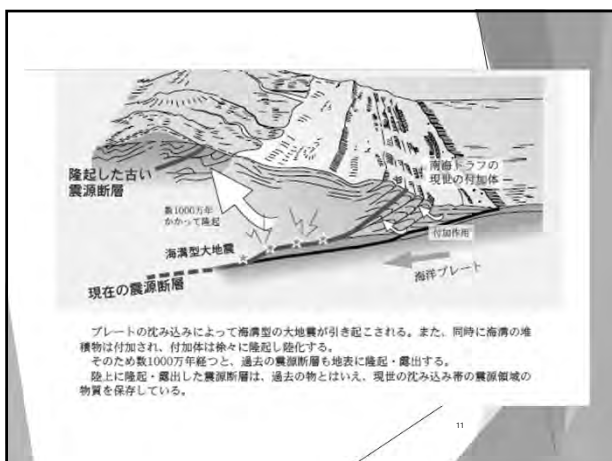 隆起した古い
震源断層
数1000万年
かかって隆起
海溝型大地震
現在の震源断層
南海トラフの
現世の付加体
付加作用
海洋プレート
プレートの沈み込みによって海溝型の大地震が引き起こされる。また、同時に海溝の堆
積物は付加され、付加体は徐々に隆起し陸化する。
そのため数1000万年経つと、過去の震源断層も地表に隆起・露出する。
陸上に隆起・露出した震源断層は、過去の物とはいえ、現世の沈み込み帯の震源領域の
物質を保存している。
11